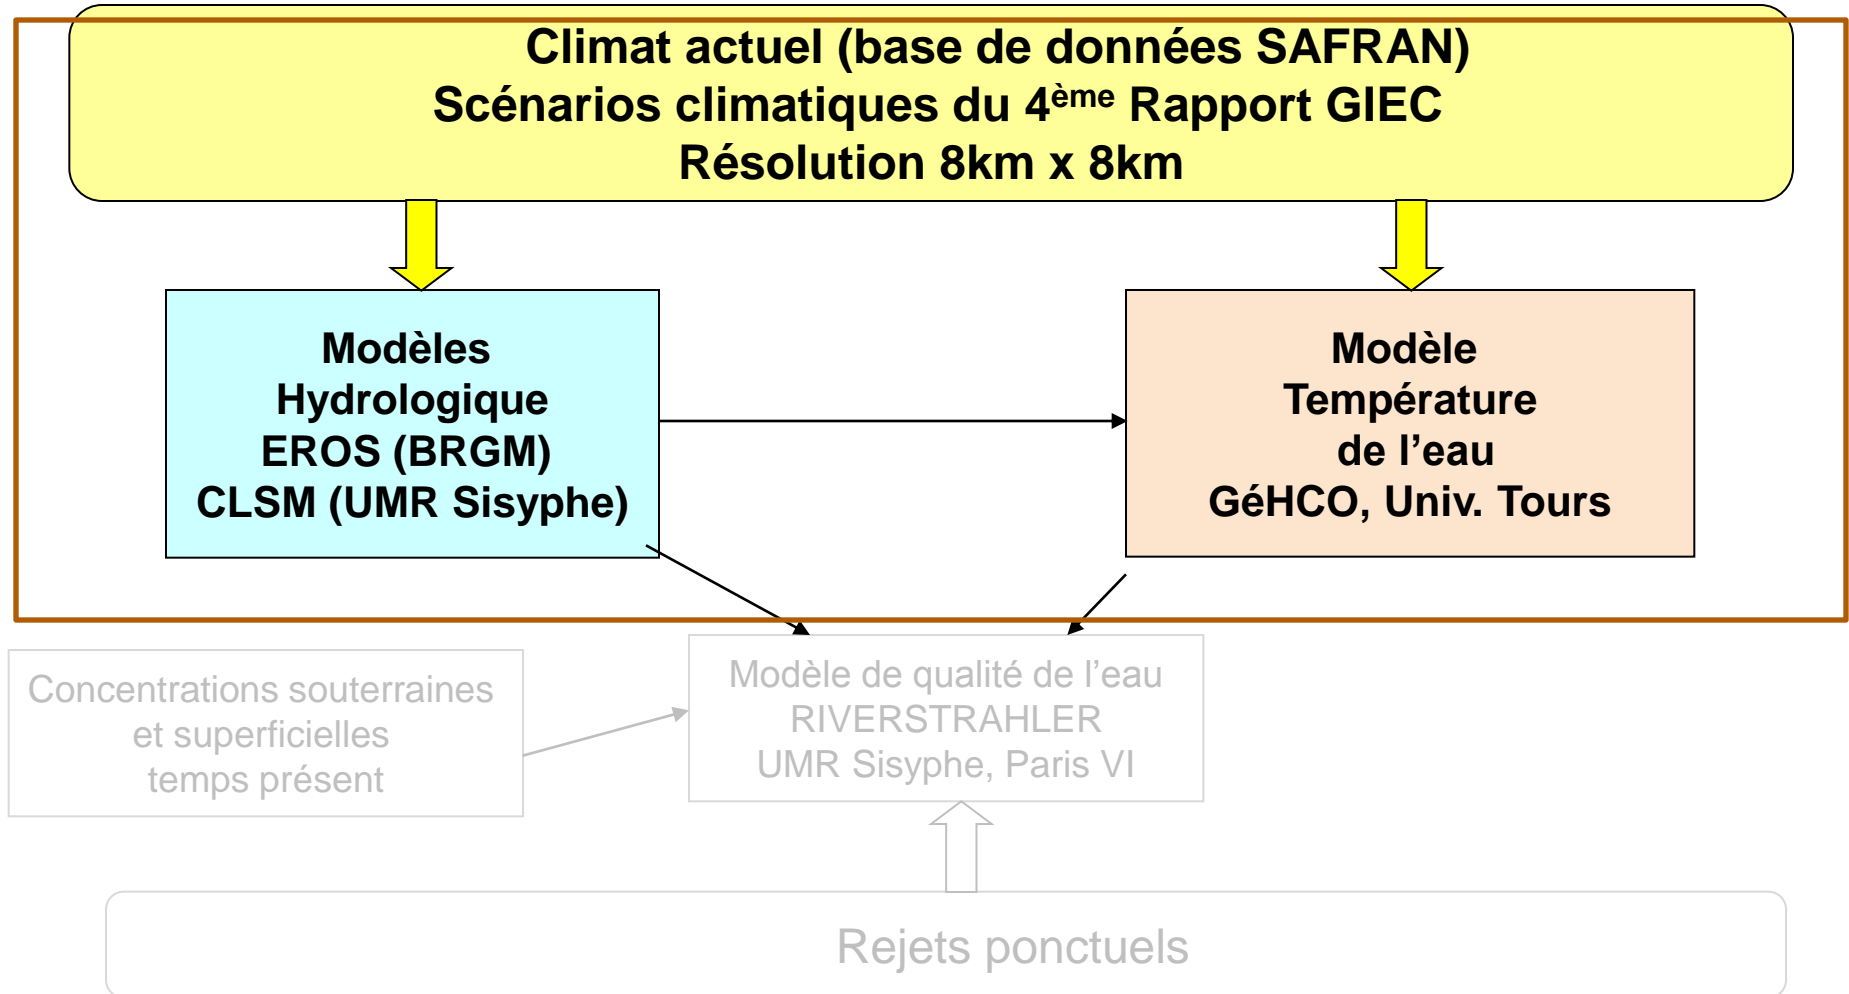 Climat actuel (base de données SAFRAN)
Scénarios climatiques du 4ème Rapport GIEC
Résolution 8km x 8km
Modèles
Hydrologique
EROS (BRGM)
CLSM (UMR Sisyphe)
Modèle
Température
de l’eau
GéHCO, Univ. Tours
Concentrations souterraines
et superficielles
temps présent
Modèle de qualité de l’eau
RIVERSTRAHLER
UMR Sisyphe, Paris VI
Rejets ponctuels